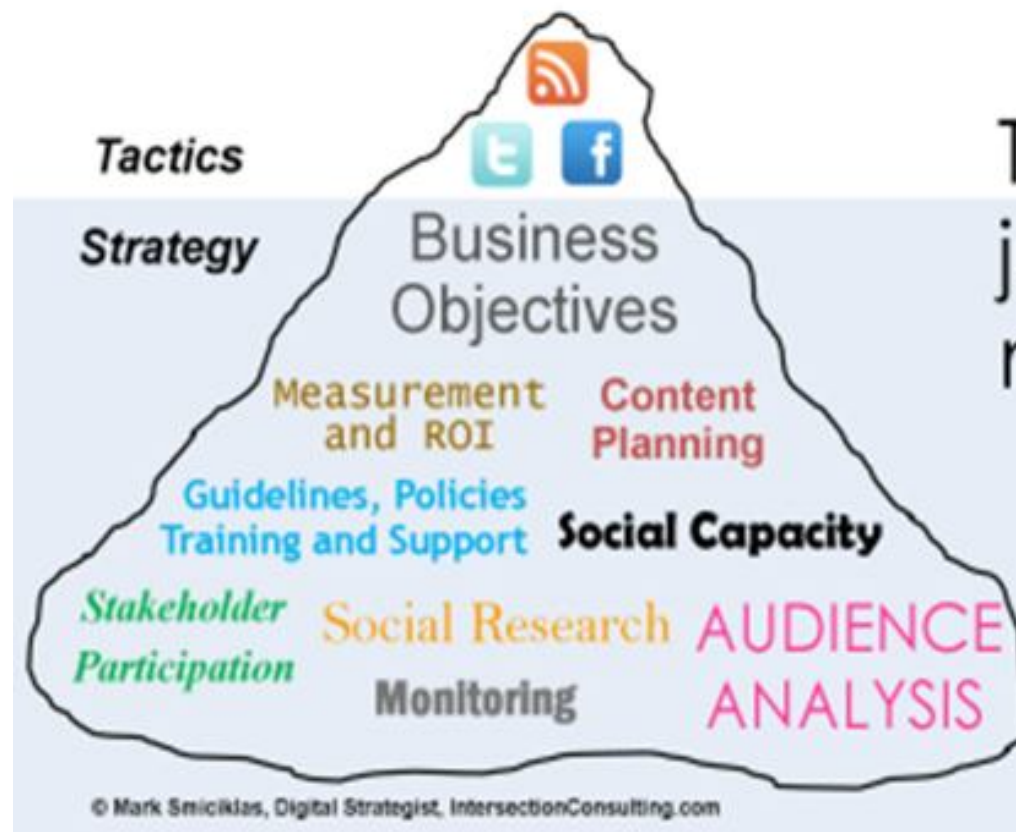 Tactics
Strategy
Business
Objectives
Measurement
and ROI
Content
Planning
Guidelines, Policies
Training and Support
Social Capacity
Stakeholder
Participation
Social Research
Monitoring
AUDIENCE
ANALYSIS
© Mark Smiciklas, Digital Strategist, IntersectionConsulting.com